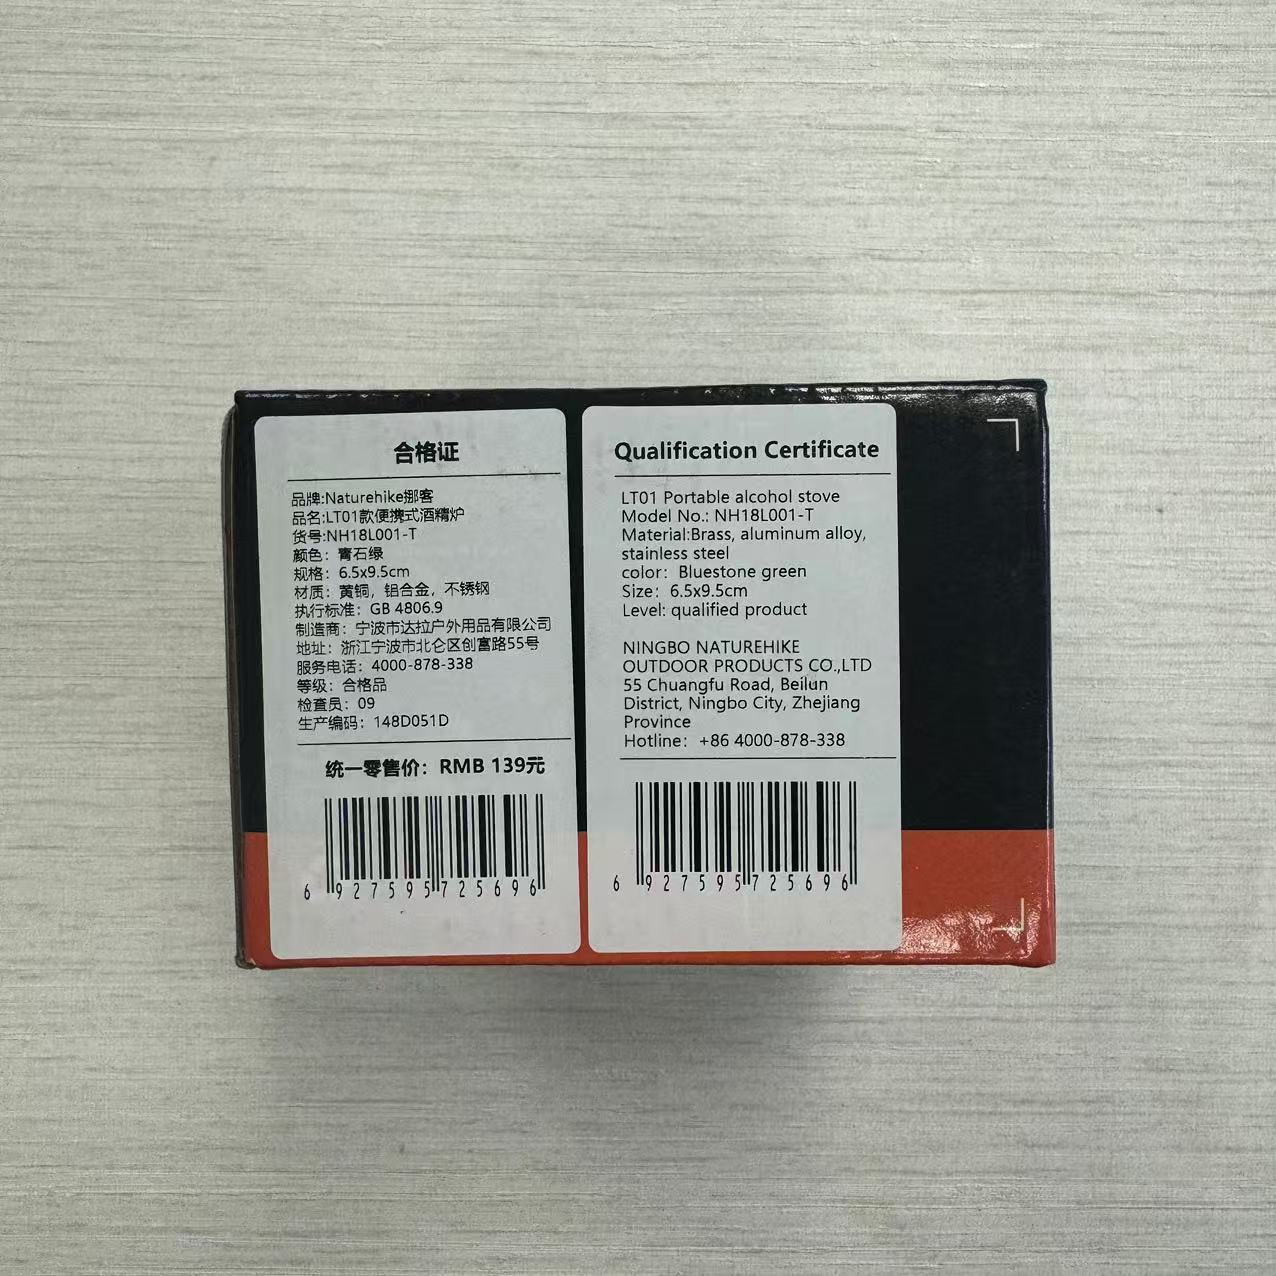 合格证
品牌:Naturehike挪客
品名:LT01款便携式酒精炉
货号:NH18L001-T
颜色：青石绿
规格：6.5x9.5cm
材质：黄铜，铝合金，不锈钢
执行标准：GB 4806.9
制造商：宁波市达拉户外用品有限公司
地址：浙江宁波市北仑区创富路55号
服务电话：4000-878-338
等级：合格品
检查员：09
生产编码：148D051D
统一零售价：RMB 139元
6 927595 725696
Qualification Certificate
LT01 Portable alcohol stove
Model No.: NH18L001-T
Material:Brass, aluminum alloy,
stainless steel
color：Bluestone green
Size：6.5x9.5cm
Level: qualified product
NINGBO NATUREHIKE
OUTDOOR PRODUCTS CO.,LTD
55 Chuangfu Road, Beilun
District, Ningbo City, Zhejiang
Province
Hotline：+86 4000-878-338
6 927595 725696